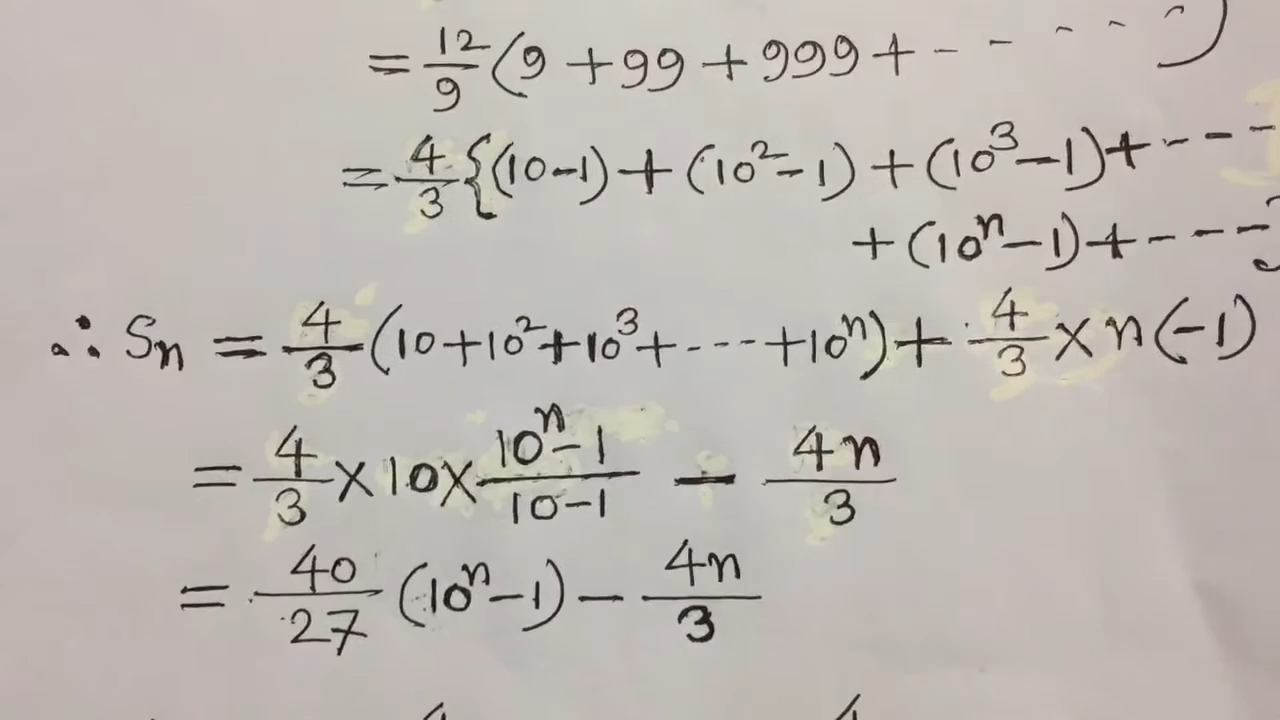 = 12/9 (9 + 99 + 999 + - - - - -)
= 4/3 {(10-1) + (10²-1) + (10³-1) + - - - -
+ (10ⁿ-1) + - - - - }
∴ Sₙ = 4/3 (10+10²+10³+ - - - +10ⁿ) + 4/3 × n(-1)
= 4/3 × 10 × 10ⁿ-1/10-1 - 4n/3
= 40/27 (10ⁿ-1) - 4n/3